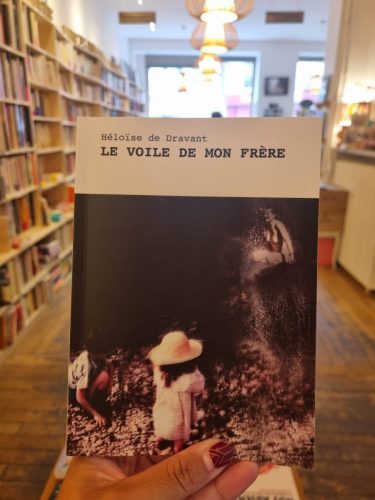 Héloïse de Dravant
LE VOILE DE MON FRÈRE